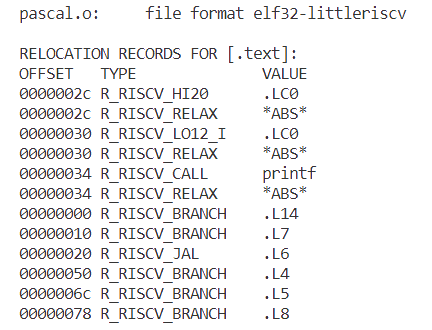 pascal.o:     file format elf32-littleriscv

RELOCATION RECORDS FOR [.text]:
OFFSET   TYPE              VALUE
0000002c R_RISCV_HI20      .LC0
0000002c R_RISCV_RELAX     *ABS*
00000030 R_RISCV_LO12_I    .LC0
00000030 R_RISCV_RELAX     *ABS*
00000034 R_RISCV_CALL      printf
00000034 R_RISCV_RELAX     *ABS*
00000000 R_RISCV_BRANCH    .L14
00000010 R_RISCV_BRANCH    .L7
00000020 R_RISCV_JAL       .L6
00000050 R_RISCV_BRANCH    .L4
0000006c R_RISCV_BRANCH    .L5
00000078 R_RISCV_BRANCH    .L8